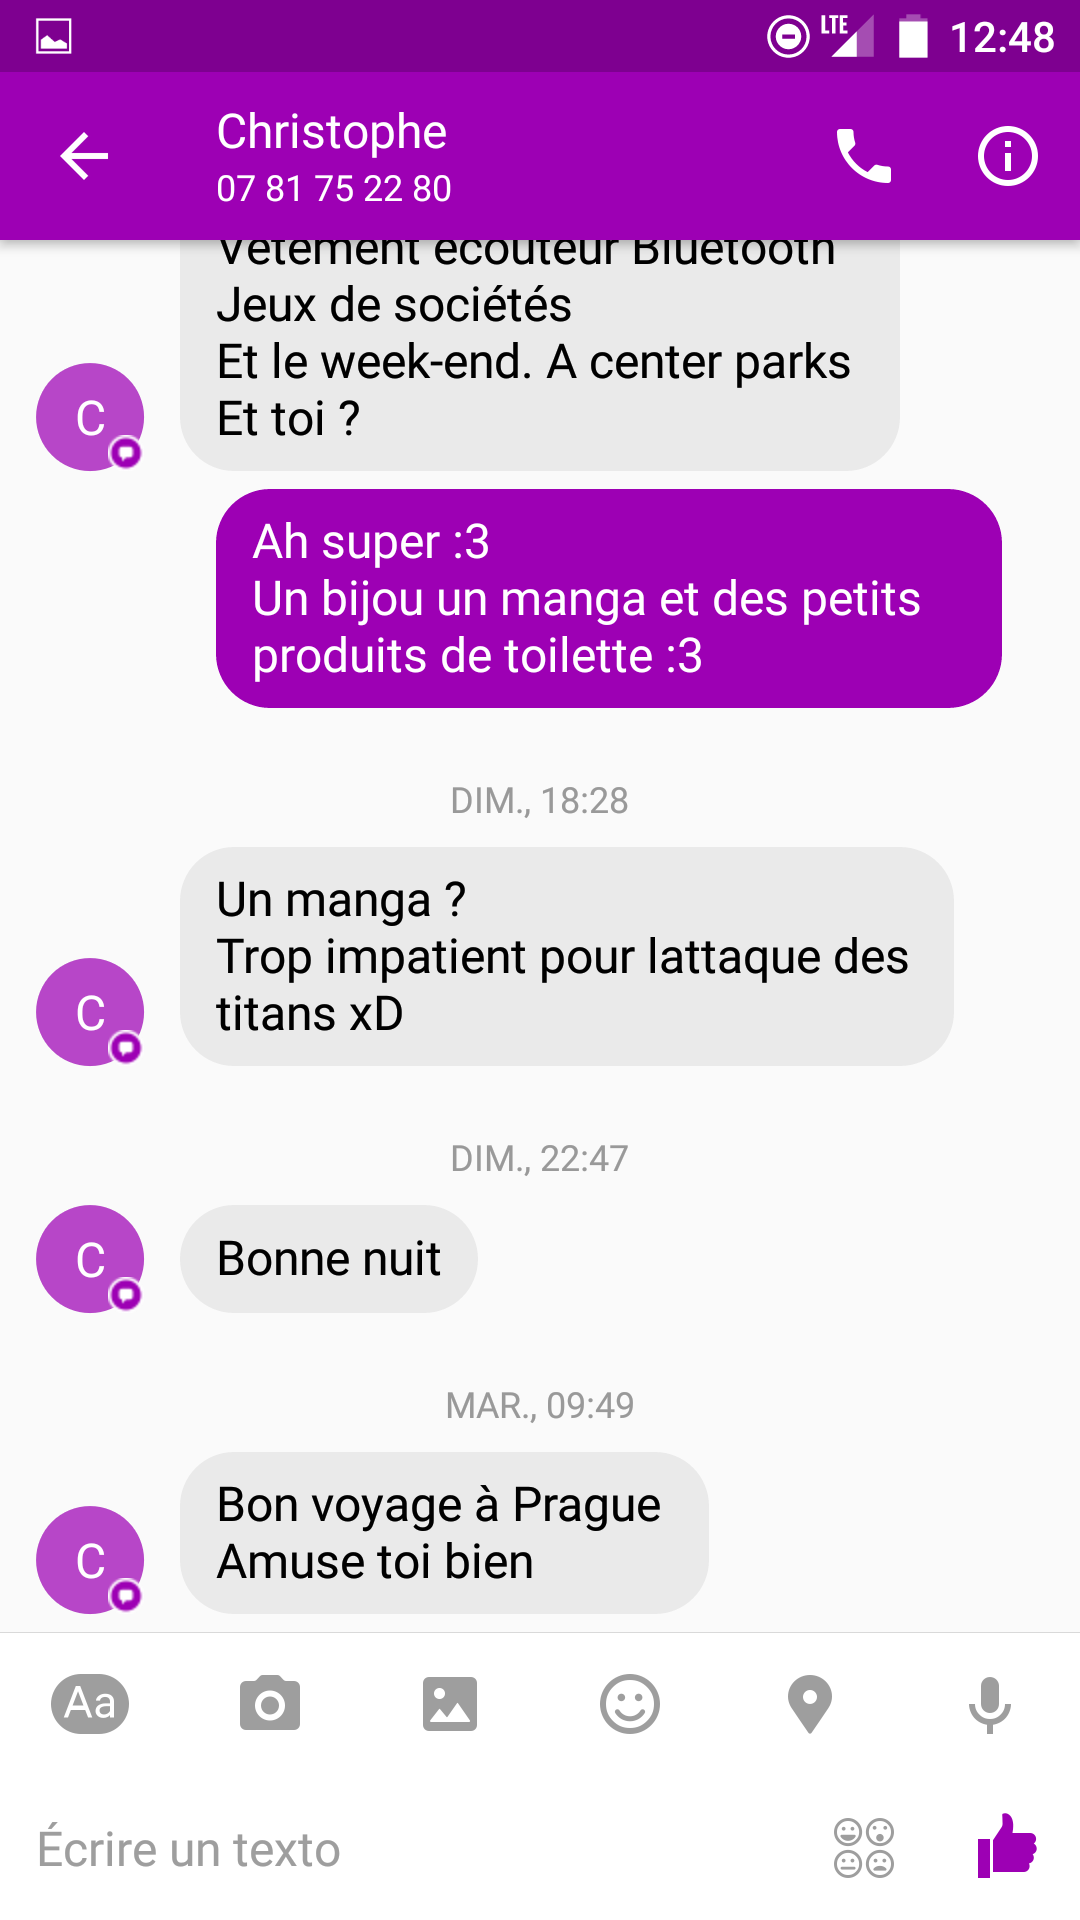 LTE 12:48
Christophe
07 81 75 22 80
Vêtement écouteur Bluetooth
Jeux de sociétés
Et le week-end. A center parks
Et toi ?
C
Ah super :3
Un bijou un manga et des petits
produits de toilette :3
DIM., 18:28
Un manga ?
Trop impatient pour lattaque des
titans xD
C
DIM., 22:47
Bonne nuit
C
MAR., 09:49
Bon voyage à Prague
Amuse toi bien
C
Aa
Écrire un texto